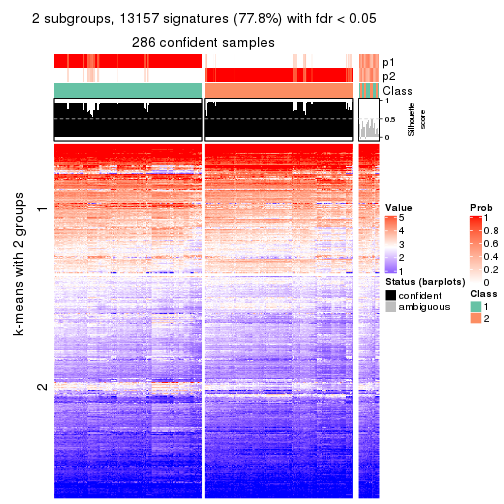 2 subgroups, 13157 signatures (77.8%) with fdr < 0.05
286 confident samples
p1
p2
Class
1
0.5
0
Silhouette
score
k-means with 2 groups
1
2
Value
5
4
3
2
1
Status (barplots)
confident
ambiguous
Prob
1
0.8
0.6
0.4
0.2
0
Class
1
2